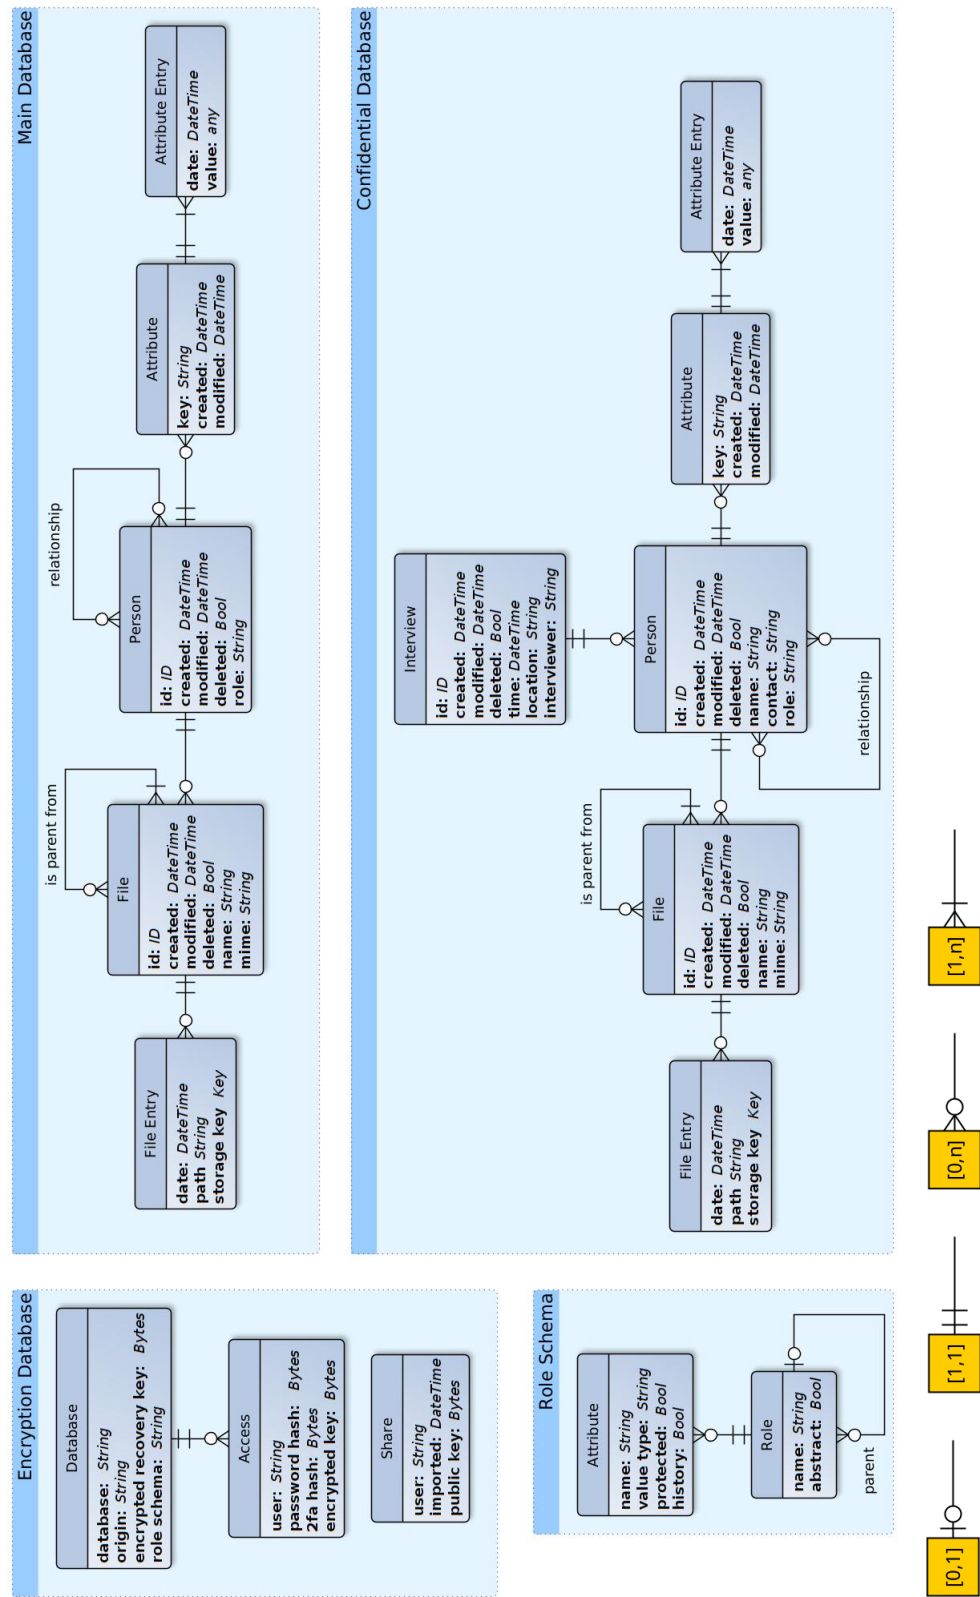 Encryption Database
Database
database: String
origin: String
encrypted recovery key: Bytes
role schema: String
Access
user: String
password hash: Bytes
2fa hash: Bytes
encrypted key: Bytes
Share
user: String
imported: DateTime
public key: Bytes
Main Database
File Entry
date: DateTime
path String
storage key Key
File
id: ID
created: DateTime
modified: DateTime
deleted: Bool
name: String
mime: String
is parent from
Person
id: ID
created: DateTime
modified: DateTime
deleted: Bool
role: String
relationship
Attribute
key: String
created: DateTime
modified: DateTime
Attribute Entry
date: DateTime
value: any
Role Schema
Attribute
name: String
value type: String
protected: Bool
history: Bool
Role
name: String
abstract: Bool
parent
Confidential Database
Interview
id: ID
created: DateTime
modified: DateTime
deleted: Bool
time: DateTime
location: String
interviewer: String
File Entry
date: DateTime
path String
storage key Key
File
id: ID
created: DateTime
modified: DateTime
deleted: Bool
name: String
mime: String
is parent from
Person
id: ID
created: DateTime
modified: DateTime
deleted: Bool
name: String
contact: String
role: String
relationship
Attribute
key: String
created: DateTime
modified: DateTime
Attribute Entry
date: DateTime
value: any
[0,1]
[1,1]
[0,n]
[1,n]